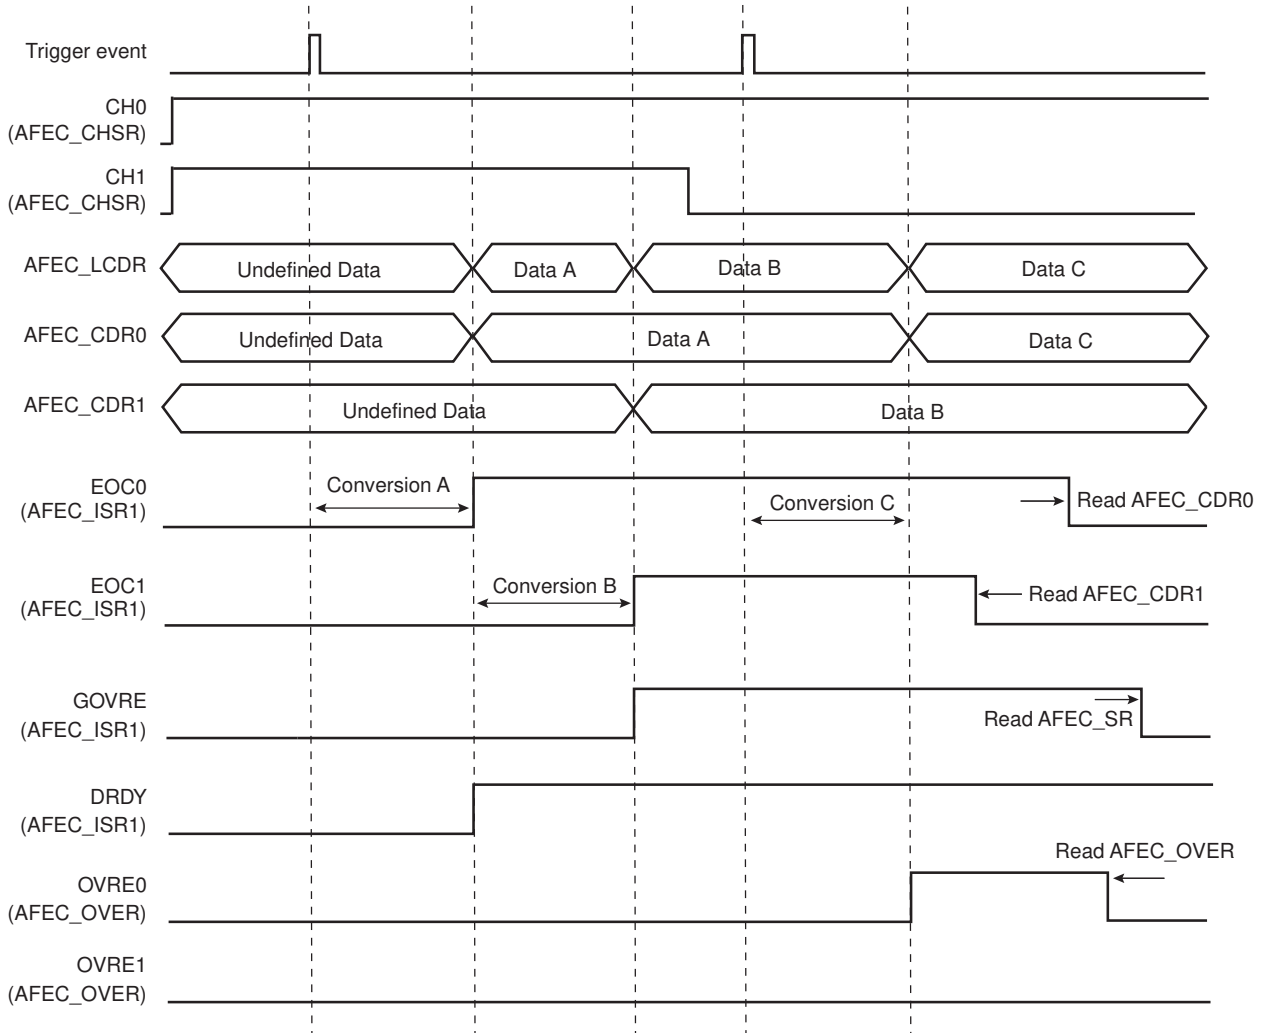 Trigger event
CH0
(AFEC_CHSR)
CH1
(AFEC_CHSR)
AFEC_LCDR
Undefined Data
Data A
Data B
Data C
AFEC_CDR0
Undefined Data
Data A
Data C
AFEC_CDR1
Undefined Data
Data B
EOC0
(AFEC_ISR1)
Conversion A
Conversion C
Read AFEC_CDR0
EOC1
(AFEC_ISR1)
Conversion B
Read AFEC_CDR1
GOVRE
(AFEC_ISR1)
Read AFEC_SR
DRDY
(AFEC_ISR1)
Read AFEC_OVER
OVRE0
(AFEC_OVER)
OVRE1
(AFEC_OVER)